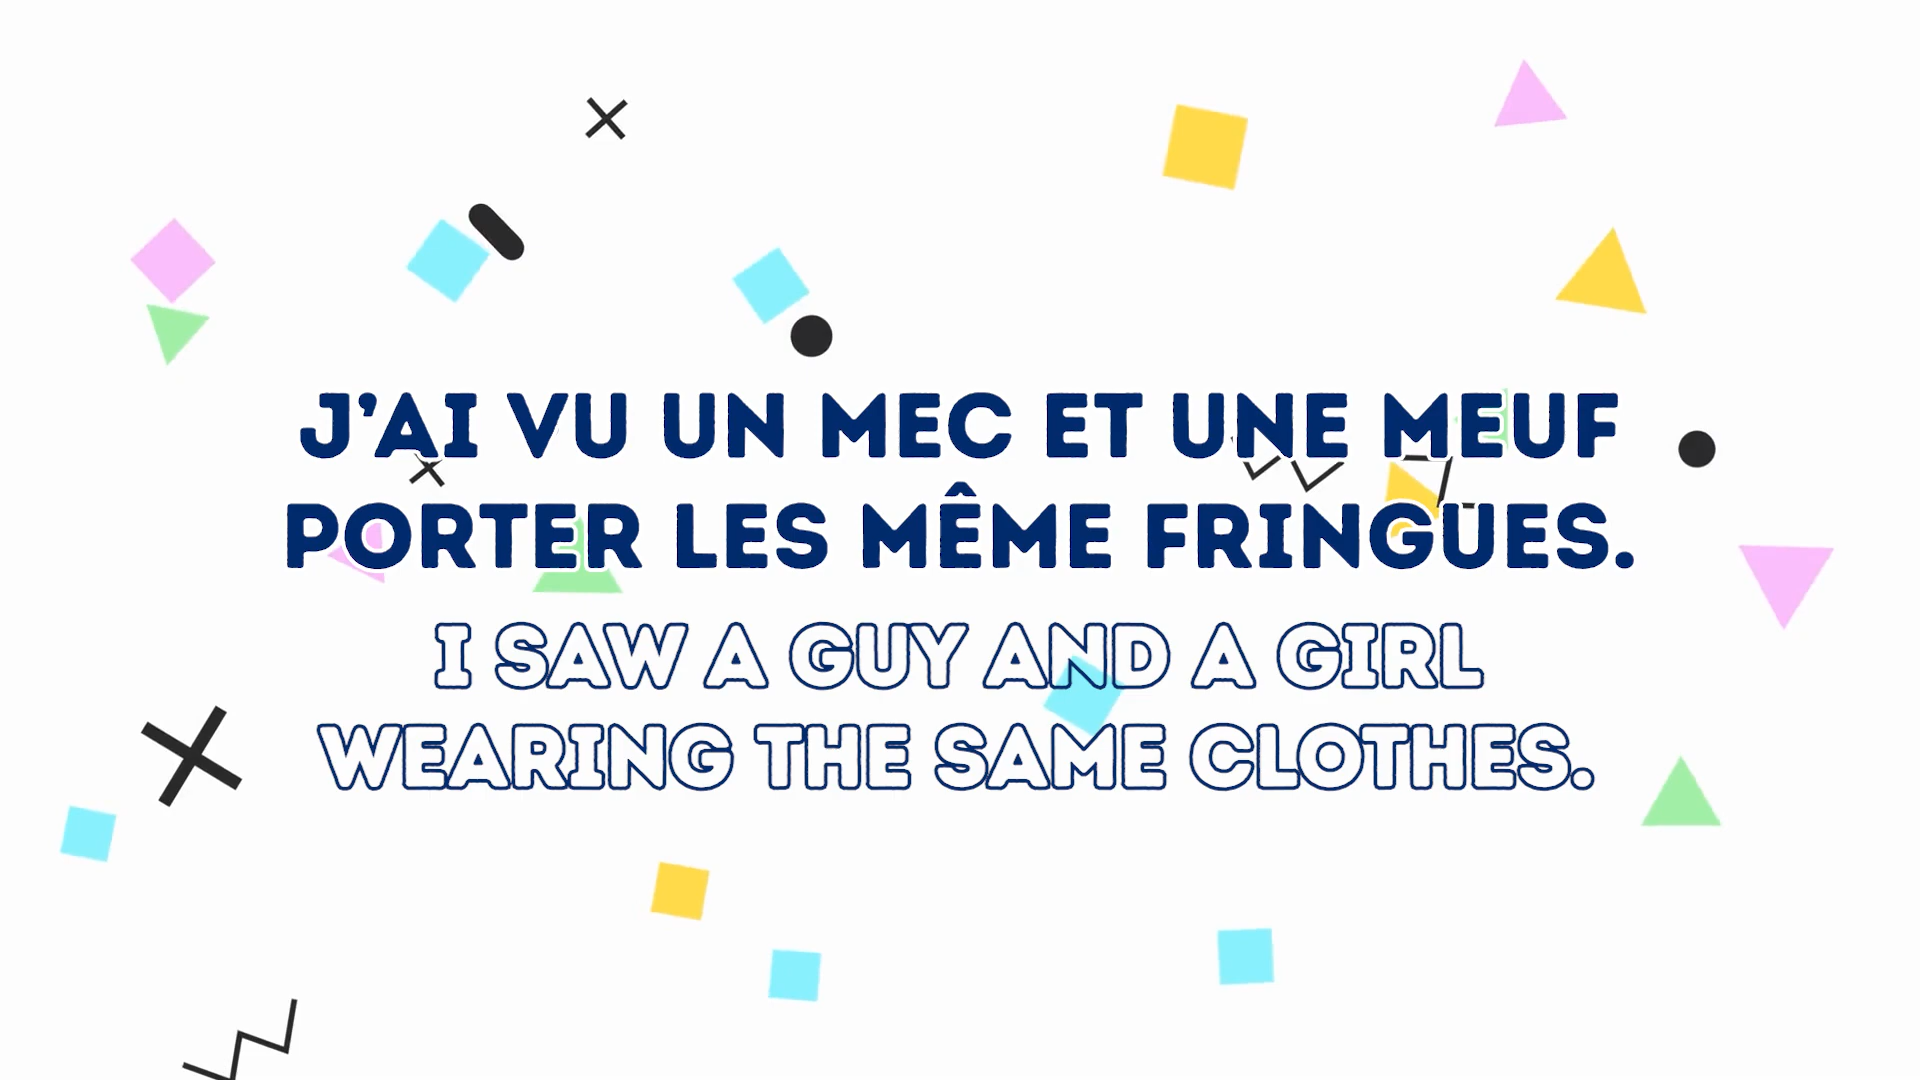 J’AI VU UN MEC ET UNE MEUF
PORTER LES MÊME FRINGUES.
I SAW A GUY AND A GIRL
WEARING THE SAME CLOTHES.